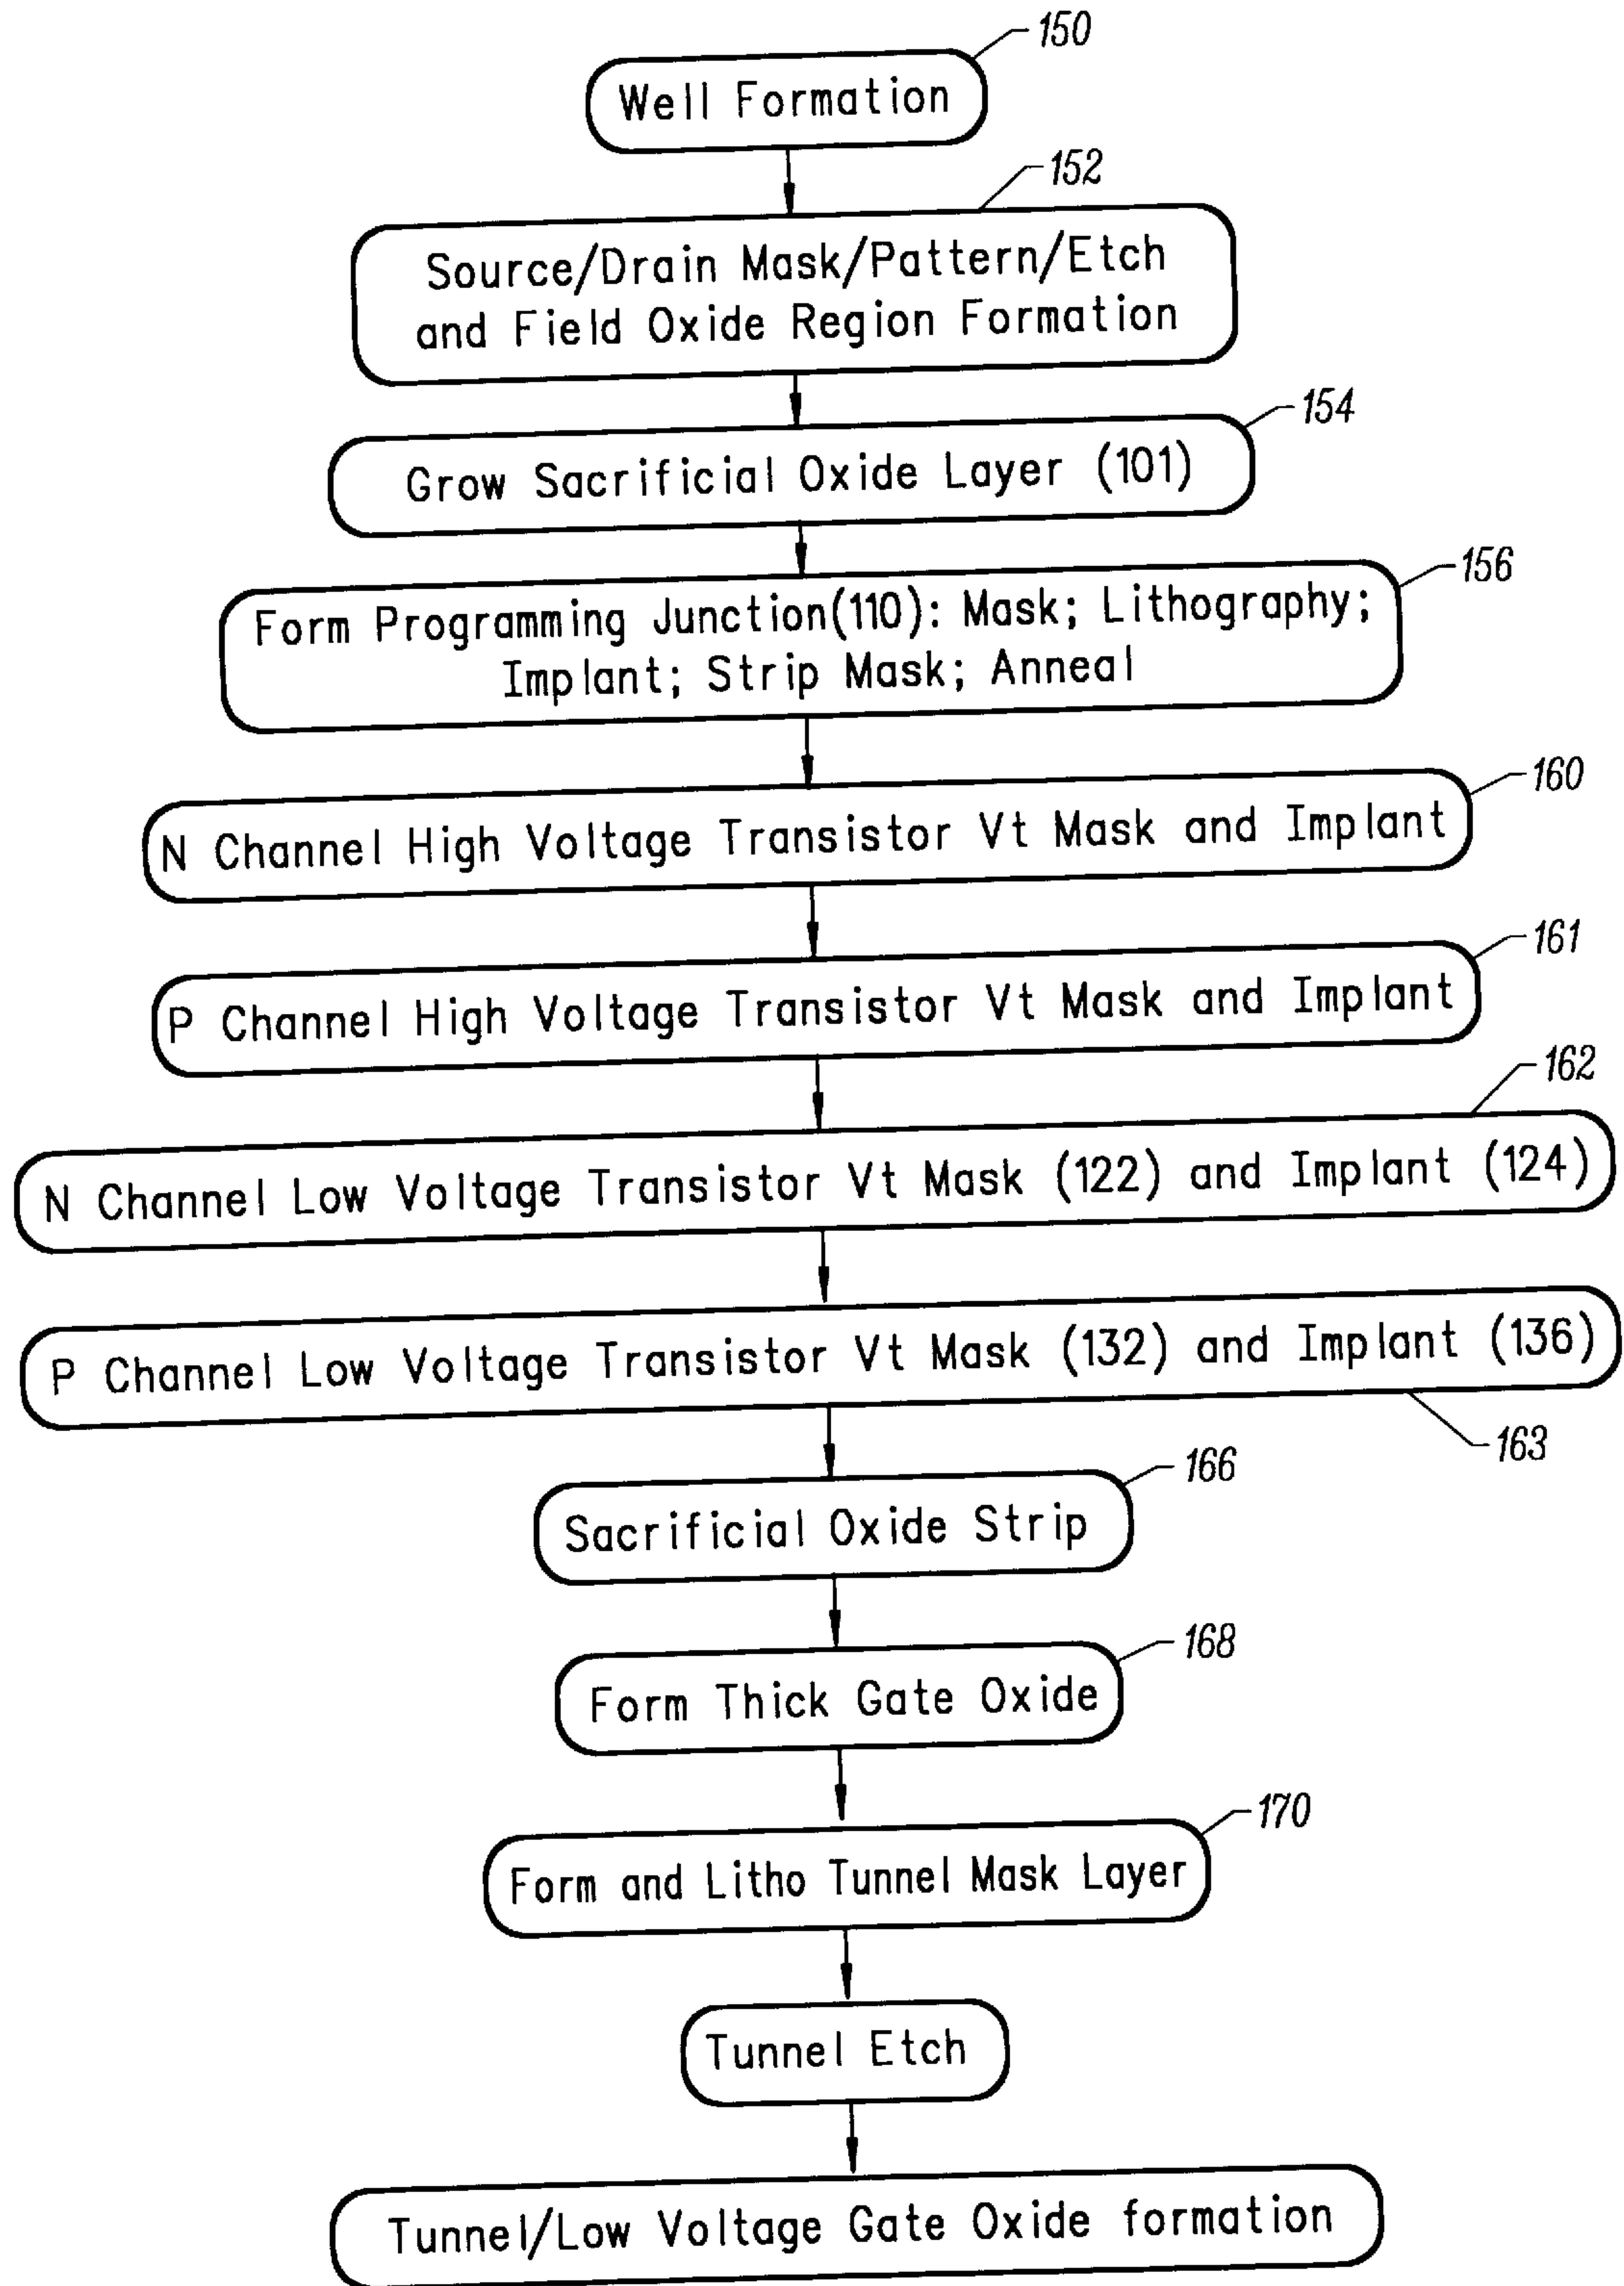 150
Well Formation
152
Source/Drain Mask/Pattern/Etch
and Field Oxide Region Formation
154
Grow Sacrificial Oxide Layer (101)
156
Form Programming Junction(110): Mask; Lithography;
Implant; Strip Mask; Anneal
160
N Channel High Voltage Transistor Vt Mask and Implant
161
P Channel High Voltage Transistor Vt Mask and Implant
162
N Channel Low Voltage Transistor Vt Mask (122) and Implant (124)
P Channel Low Voltage Transistor Vt Mask (132) and Implant (136)
163
166
Sacrificial Oxide Strip
168
Form Thick Gate Oxide
170
Form and Litho Tunnel Mask Layer
Tunnel Etch
Tunnel/Low Voltage Gate Oxide formation